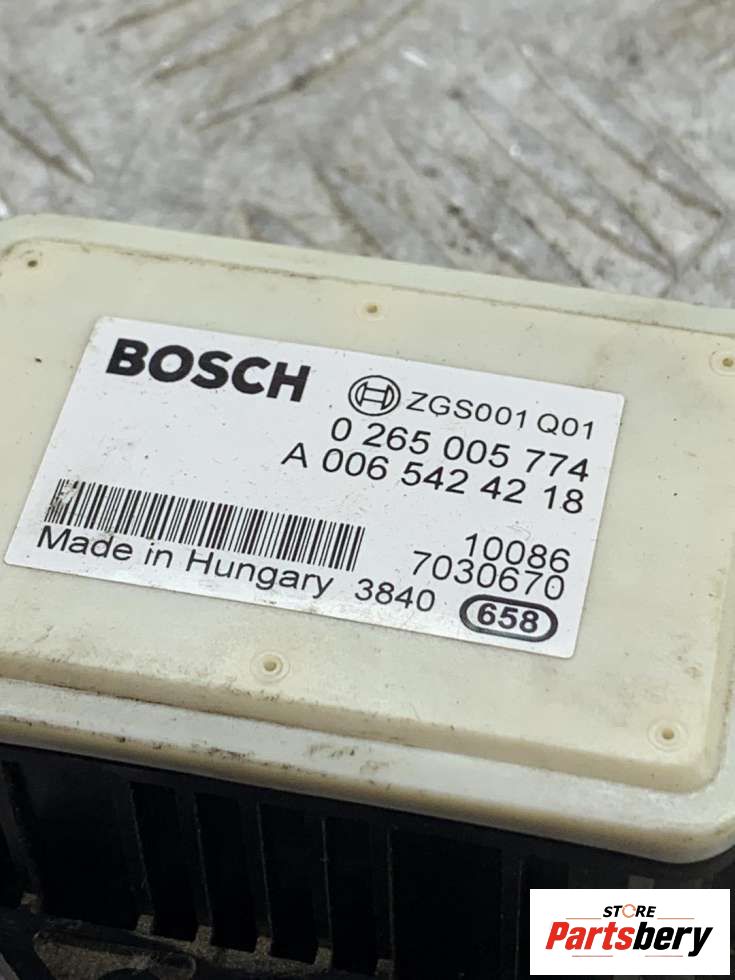 BOSCH
ZGS001 Q01
0 265 005 774
A 006 542 42 18
10086
7030670
Made in Hungary 3840 658
STORE
Partsbery